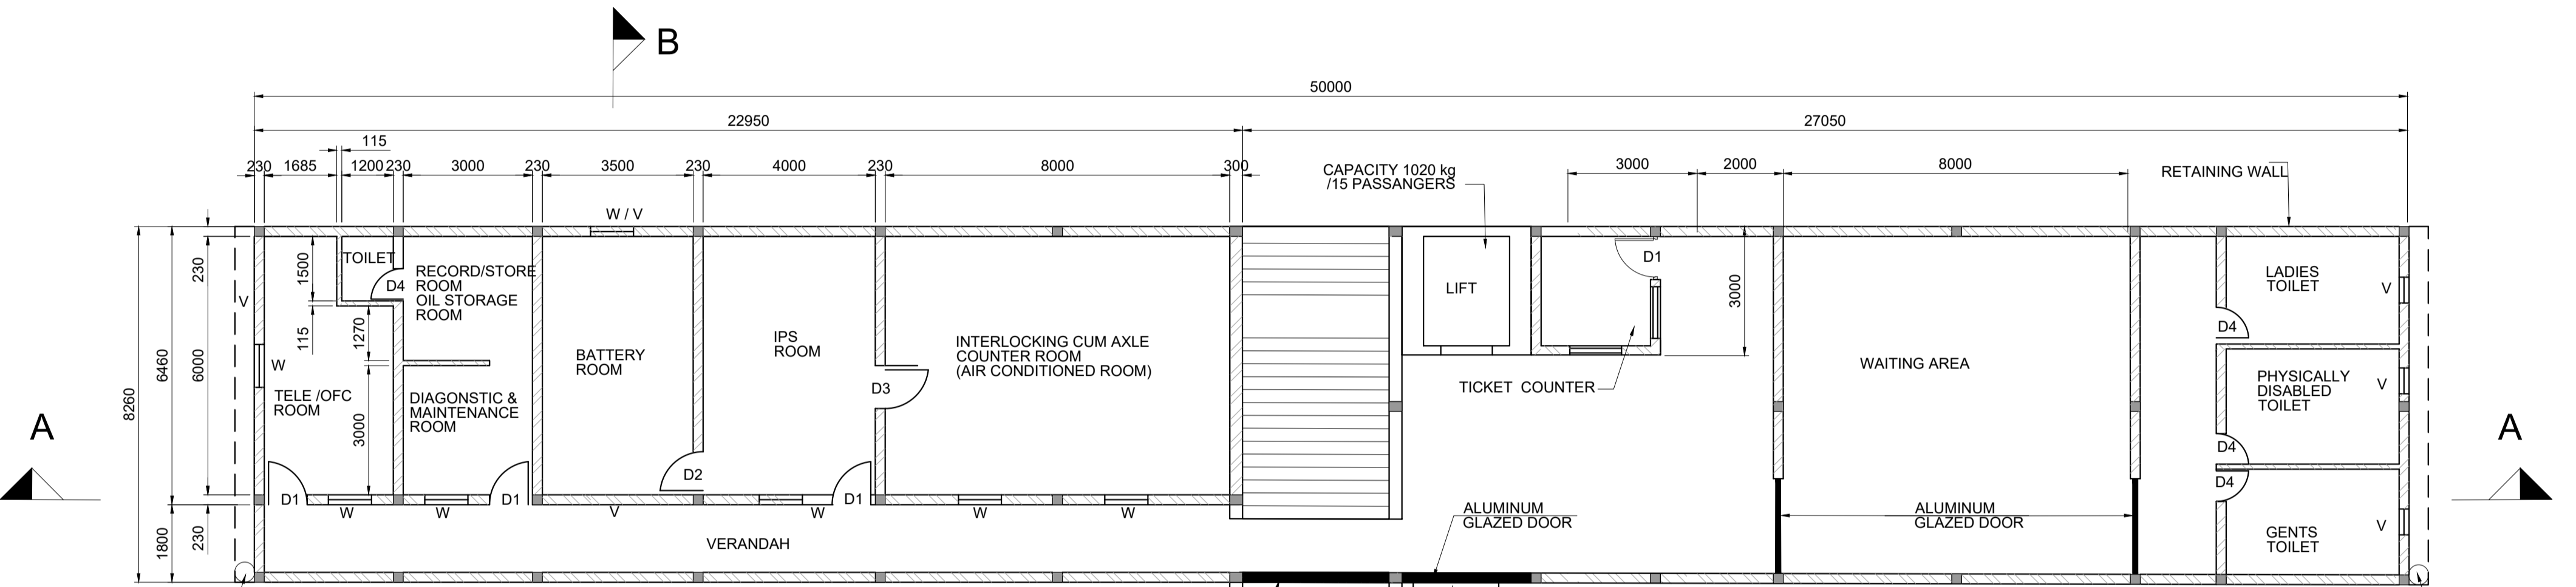 B
50000
22950
27050
115
230
1685
1200
230
3000
230
3500
230
4000
230
8000
300
CAPACITY 1020 kg
/15 PASSANGERS
3000
2000
8000
RETAINING WALL
W / V
8260
6460
1800
230
6000
230
V
W
1500
115
1270
3000
TOILET
D4
RECORD/STORE
ROOM
OIL STORAGE
ROOM
TELE /OFC
ROOM
DIAGONSTIC &
MAINTENANCE
ROOM
BATTERY
ROOM
IPS
ROOM
INTERLOCKING CUM AXLE
COUNTER ROOM
(AIR CONDITIONED ROOM)
D3
D2
D1
W
W
D1
V
W
D1
W
W
VERANDAH
LIFT
D1
3000
TICKET COUNTER
WAITING AREA
ALUMINUM
GLAZED DOOR
ALUMINUM
GLAZED DOOR
LADIES
TOILET
V
D4
PHYSICALLY
DISABLED
TOILET
V
D4
D4
GENTS
TOILET
V
A
A